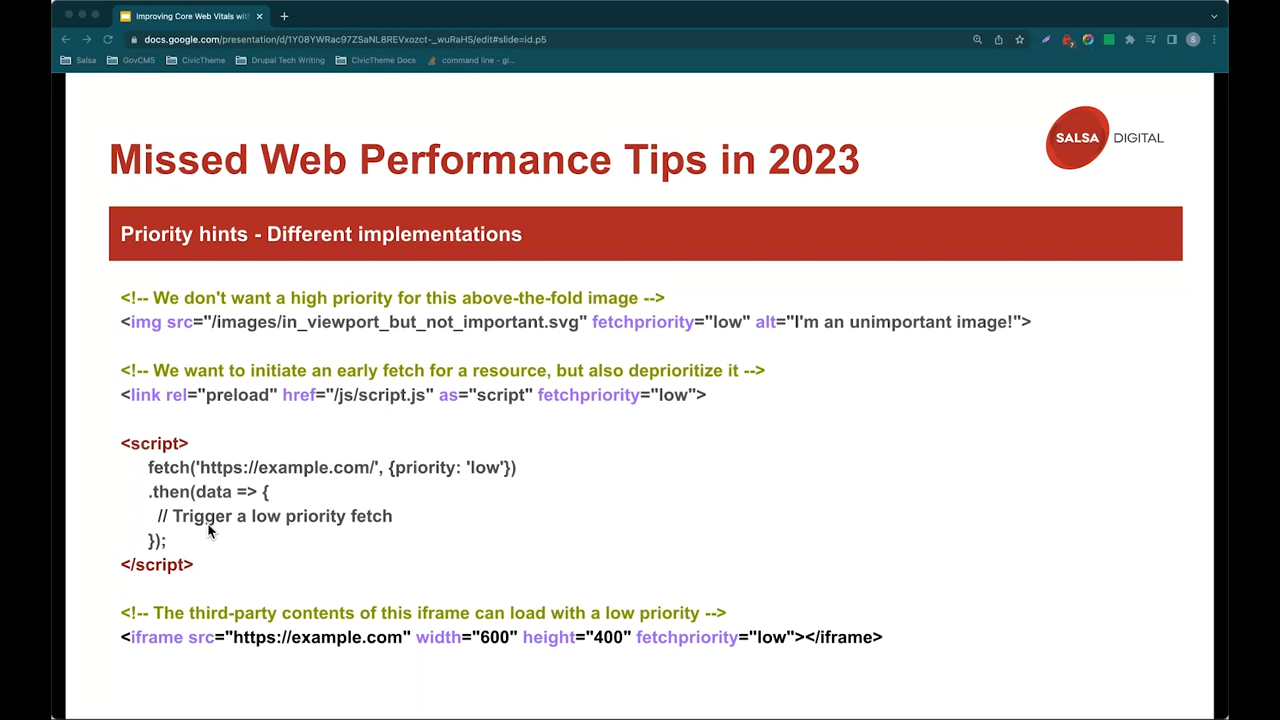 Improving Core Web Vitals wit
docs.google.com/presentation/d/1Y08YWRac97ZSaNL8REVxozct-_wuRaHS/edit#slide=id.p5
S
Salsa GovCMS CivicTheme Drupal Tech Writing CivicTheme Docs command line - gi...
SALSA DIGITAL
Missed Web Performance Tips in 2023
Priority hints - Different implementations
<!-- We don't want a high priority for this above-the-fold image -->
<img src="/images/in_viewport_but_not_important.svg" fetchpriority="low" alt="I'm an unimportant image!">
<!-- We want to initiate an early fetch for a resource, but also deprioritize it -->
<link rel="preload" href="/js/script.js" as="script" fetchpriority="low">
<script>
fetch('https://example.com/', {priority: 'low'})
.then(data => {
// Trigger a low priority fetch
});
</script>
<!-- The third-party contents of this iframe can load with a low priority -->
<iframe src="https://example.com" width="600" height="400" fetchpriority="low"></iframe>